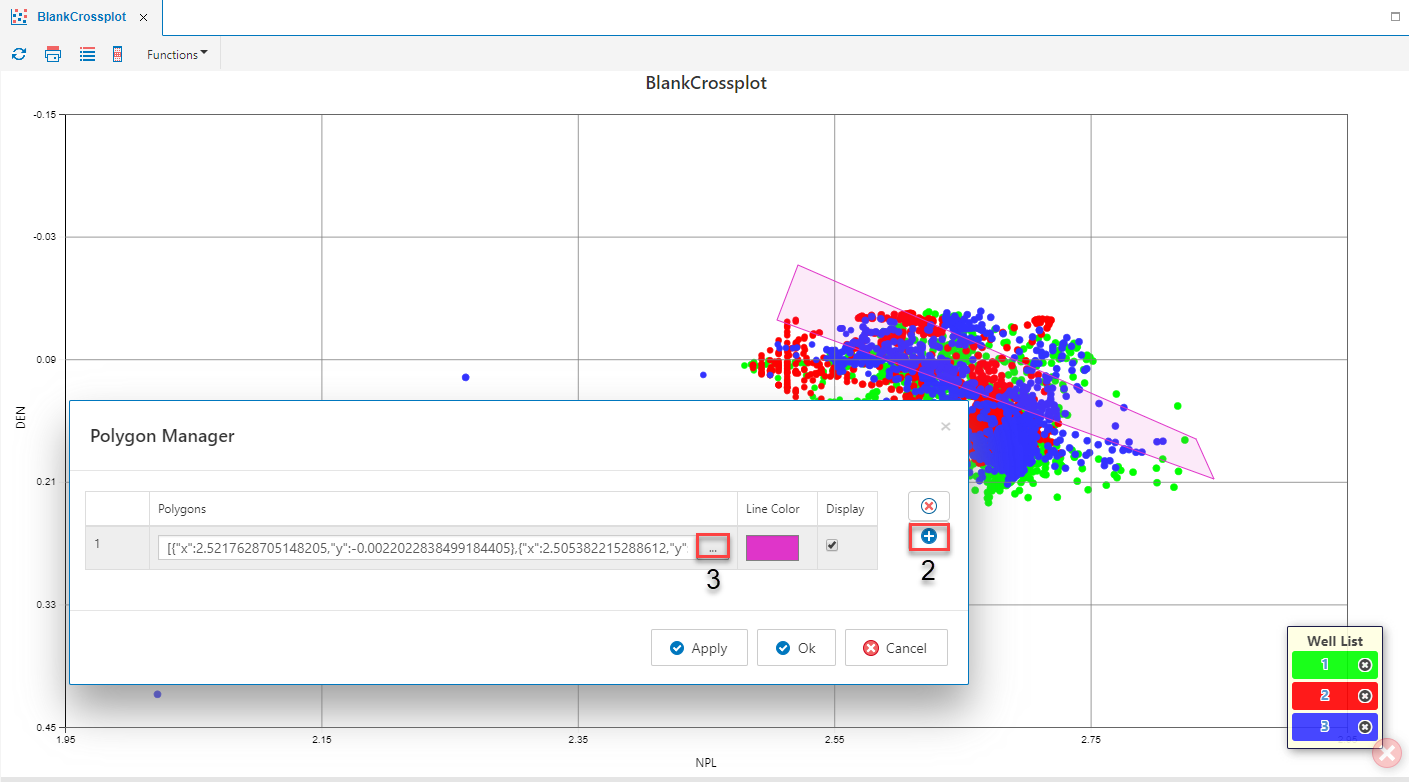 BlankCrossplot ×
Functions
BlankCrossplot
-0.15
-0.03
0.09
DEN
Polygon Manager ×
Polygons Line Color Display
1 [{"x":2.5217628705148205,"y":-0.0022022838499184405},{"x":2.505382215288612,"y" ...
3
2
0.21
0.33
Apply Ok Cancel
Well List
1
2
3
0.45
1.95 2.15 2.35 2.55 2.75
NPL